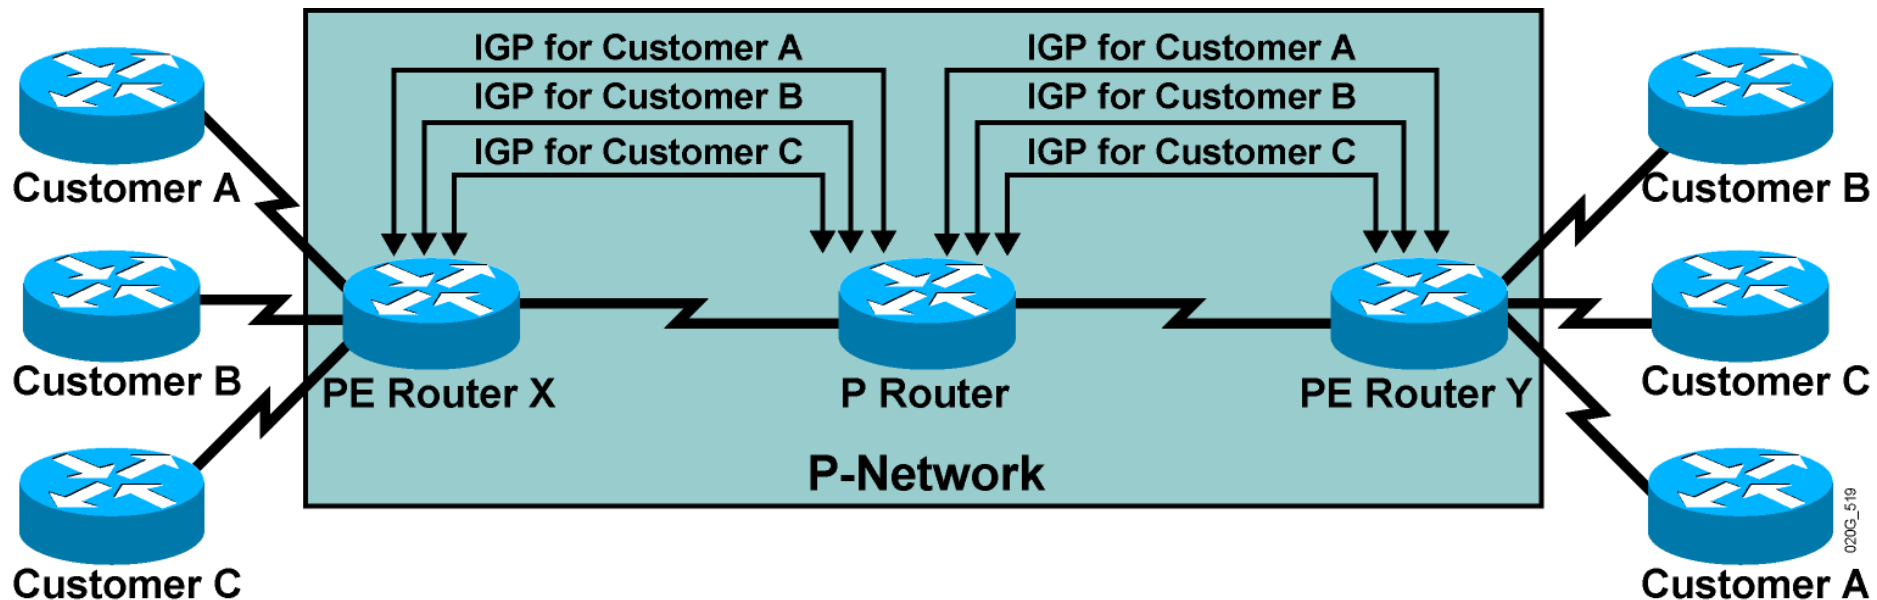 IGP for Customer A
IGP for Customer A
IGP for Customer B
IGP for Customer B
IGP for Customer C
IGP for Customer C
Customer A
Customer B
Customer B
Customer C
PE Router X
P Router
PE Router Y
P-Network
Customer C
Customer A
020G_519